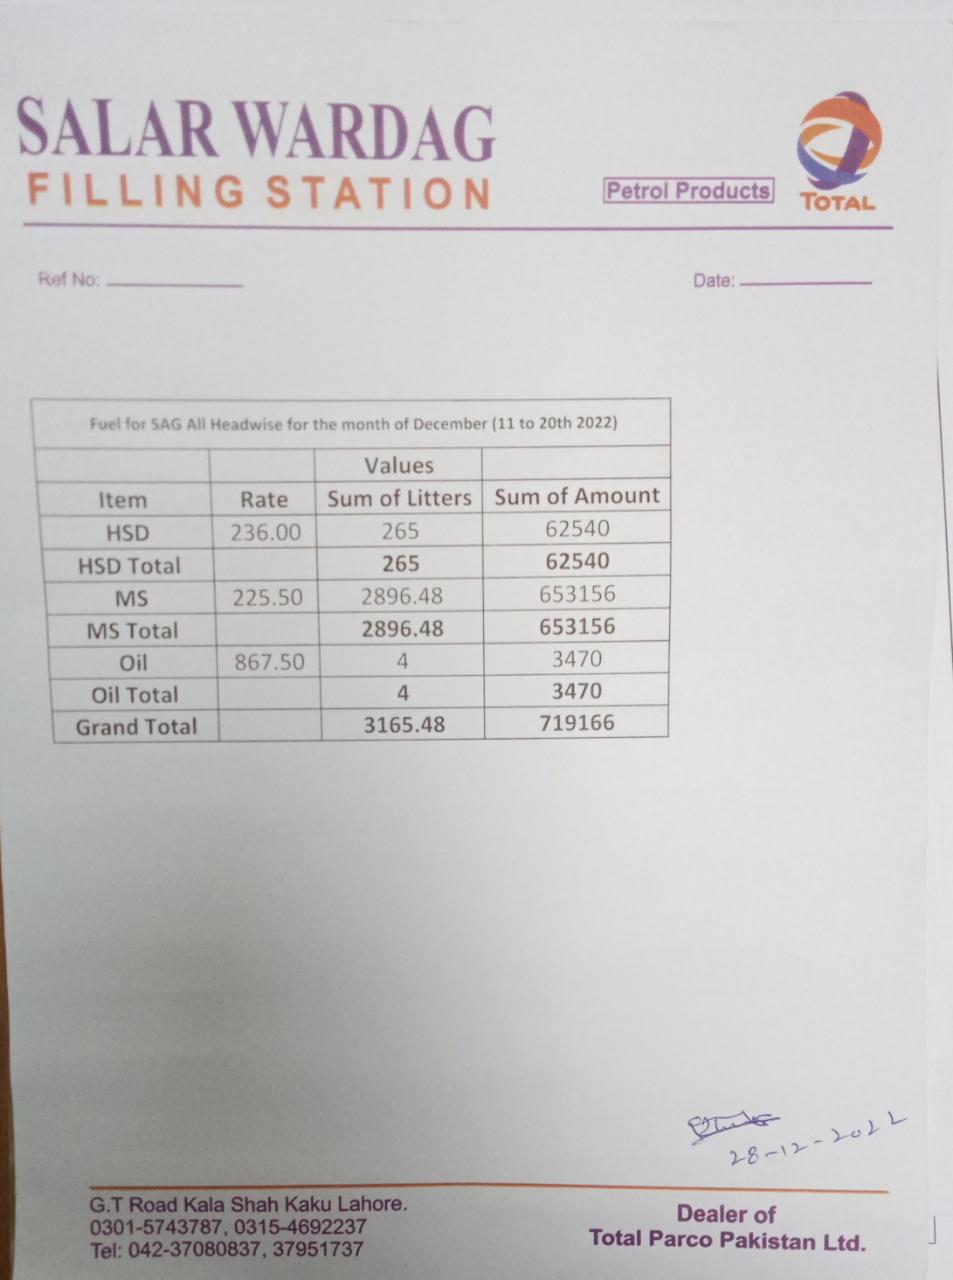 SALAR WARDAG
FILLING STATION
Petrol Products
TOTAL
Ref No:
Date:
Fuel for SAG All Headwise for the month of December (11 to 20th 2022)
Values
Item Rate Sum of Litters Sum of Amount
HSD 236.00 265 62540
HSD Total 265 62540
MS 225.50 2896.48 653156
MS Total 2896.48 653156
Oil 867.50 4 3470
Oil Total 4 3470
Grand Total 3165.48 719166
28-12-2022
G.T Road Kala Shah Kaku Lahore.
0301-5743787, 0315-4692237
Tel: 042-37080837, 37951737
Dealer of
Total Parco Pakistan Ltd.